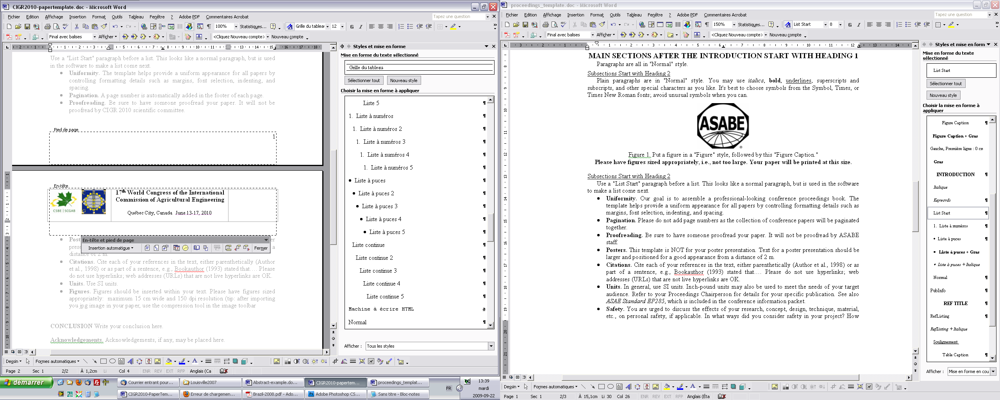 CIGR2010-papertemplate.doc - Microsoft Word
Fichier Edition Affichage Insertion Format Outils Tableau Fenêtre ? Adobe PDF Commentaires Acrobat
Tapez une question
100% Statistiques... Grille du tableau 12 G I
Final avec balises Afficher <Cliquez Nouveau compte> Nouveau compte
Use a "List Start" paragraph before a list. This looks like a normal paragraph, but is used
in the software to make a list come next.
• Uniformity. The template helps provide a uniform appearance for all papers by
controlling formatting details such as margins, font selection, indenting, and
spacing.
• Pagination. A page number is automatically added in the footer of each page.
• Proofreading. Be sure to have someone proofread your paper. It will not be
proofread by CIGR 2010 scientific committee.
Pied de page
1
En-tête
CSBE | SCGAB
C T G R
17th World Congress of the International
Commission of Agricultural Engineering
Québec City, Canada June 13-17, 2010
En-tête et pied de page
Insertion automatique Fermer
distance of 2 m.
• Citations. Cite each of your references in the text, either parenthetically (Author
et al., 1998) or as part of a sentence, e.g., Bookauthor (1993) stated that.... Please
do not use hyperlinks; web addresses (URLs) that are not live hyperlinks are OK.
• Units. Use SI units.
• Figures. Figures should be inserted within your text. Please have figures sized
appropriately: maximum 15 cm wide and 150 dpi resolution (tip: after importing
you jpg image in your paper, use the compression tool in the image toolbar
CONCLUSION Write your conclusion here.
Acknowledgements. Acknowledgements, if any, may be placed here.
Styles et mise en forme
Mise en forme du texte sélectionné
Grille du tableau
Sélectionner tout Nouveau style
Choisir la mise en forme à appliquer
Liste 5
1. Liste à numéros
1. Liste à numéros 2
1. Liste à numéros 3
1. Liste à numéros 4
1. Liste à numéros 5
• Liste à puces
• Liste à puces 2
• Liste à puces 3
• Liste à puces 4
• Liste à puces 5
Liste continue
Liste continue 2
Liste continue 3
Liste continue 4
Liste continue 5
Machine à écrire HTML
Normal
Afficher : Tous les styles
Dessin Formes automatiques
Page 2 Sec 1 2/2 À 1,2cm Li Col 4 ENR REV EXT RFP Anglais (Ca
démarrer
Courrier entrant pour... Louisville2007 Abstract-example.do... CIGR2010-papertem... proceedings_templat...
CIGR2010-PaperTem... Erreur de chargemen... Brazil-2008.pdf - Ado... Adobe Photoshop CS... Sans titre - Bloc-notes
FR
13:39
mardi
2009-09-22
proceedings_template.doc - Microsoft Word
Fichier Edition Affichage Insertion Format Outils Tableau Fenêtre ? Adobe PDF Commentaires Acrobat
Tapez une question
150% Statistiques... List Start 8 G I
Final avec balises Afficher <Cliquez Nouveau compte> Nouveau compte
MAIN SECTIONS AFTER THE INTRODUCTION START WITH HEADING 1
Paragraphs are all in "Normal" style.
Subsections Start with Heading 2
Plain paragraphs are in "Normal" style. You may use italics, bold, underlines, superscripts and
subscripts, and other special characters as you like. It's best to choose symbols from the Symbol, Times, or
Times New Roman fonts; avoid unusual symbols when you can.
ASABE
Figure 1. Put a figure in a "Figure" style, followed by this "Figure Caption."
Please have figures sized appropriately, i.e., not too large. Your paper will be printed at this size.
Subsections Start with Heading 2
Use a "List Start" paragraph before a list. This looks like a normal paragraph, but is used in the software
to make a list come next.
• Uniformity. Our goal is to assemble a professional-looking conference proceedings book. The
template helps provide a uniform appearance for all papers by controlling formatting details such as
margins, font selection, indenting, and spacing.
• Pagination. Please do not add page numbers as the collection of conference papers will be paginated
together.
• Proofreading. Be sure to have someone proofread your paper. It will not be proofread by ASABE
staff.
• Posters. This template is NOT for your poster presentation. Text for a poster presentation should be
larger and positioned for a good appearance from a distance of 2 m.
• Citations. Cite each of your references in the text, either parenthetically (Author et al., 1998) or as
part of a sentence, e.g., Bookauthor (1993) stated that.... Please do not use hyperlinks; web
addresses (URLs) that are not live hyperlinks are OK.
• Units. In general, use SI units. Inch-pound units may also be used to meet the needs of your target
audience. Refer to your Proceedings Chairperson for details for your specific publication. See also
ASAE Standard EP285, which is included in the conference information packet.
• Safety. You are urged to discuss the effects of your research, concept, design, technique, material,
etc., on personal safety, if applicable. In what ways did you consider safety in your project? How
Styles et mise en form
Mise en forme du texte
sélectionné
List Start
Sélectionner tout
Nouveau style
Choisir la mise en forme à
appliquer
Figure Caption
Figure Caption + Gras
Gauche, Première ligne : 0 cm
Gras
INTRODUCTION
Italique
Keywords
List Start
1. Liste à numéros
• Liste à puces
• Liste à puces + Gras
• Liste à puces + Italique
Normal
PubInfo
REF TITLE
RefListing
RefListing + Italique
Soulignement
Table Caption
Afficher : Mise en forme en cou
Dessin Formes automatiques
Page 1 Sec 1 2/3 À 15,1cm Li 30 Col 26 ENR REV EXT RFP Anglais (Éta